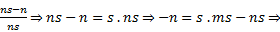 ns−n/ns ⇒ ns − n = s . ns ⇒ −n = s . ms − ns ⇒